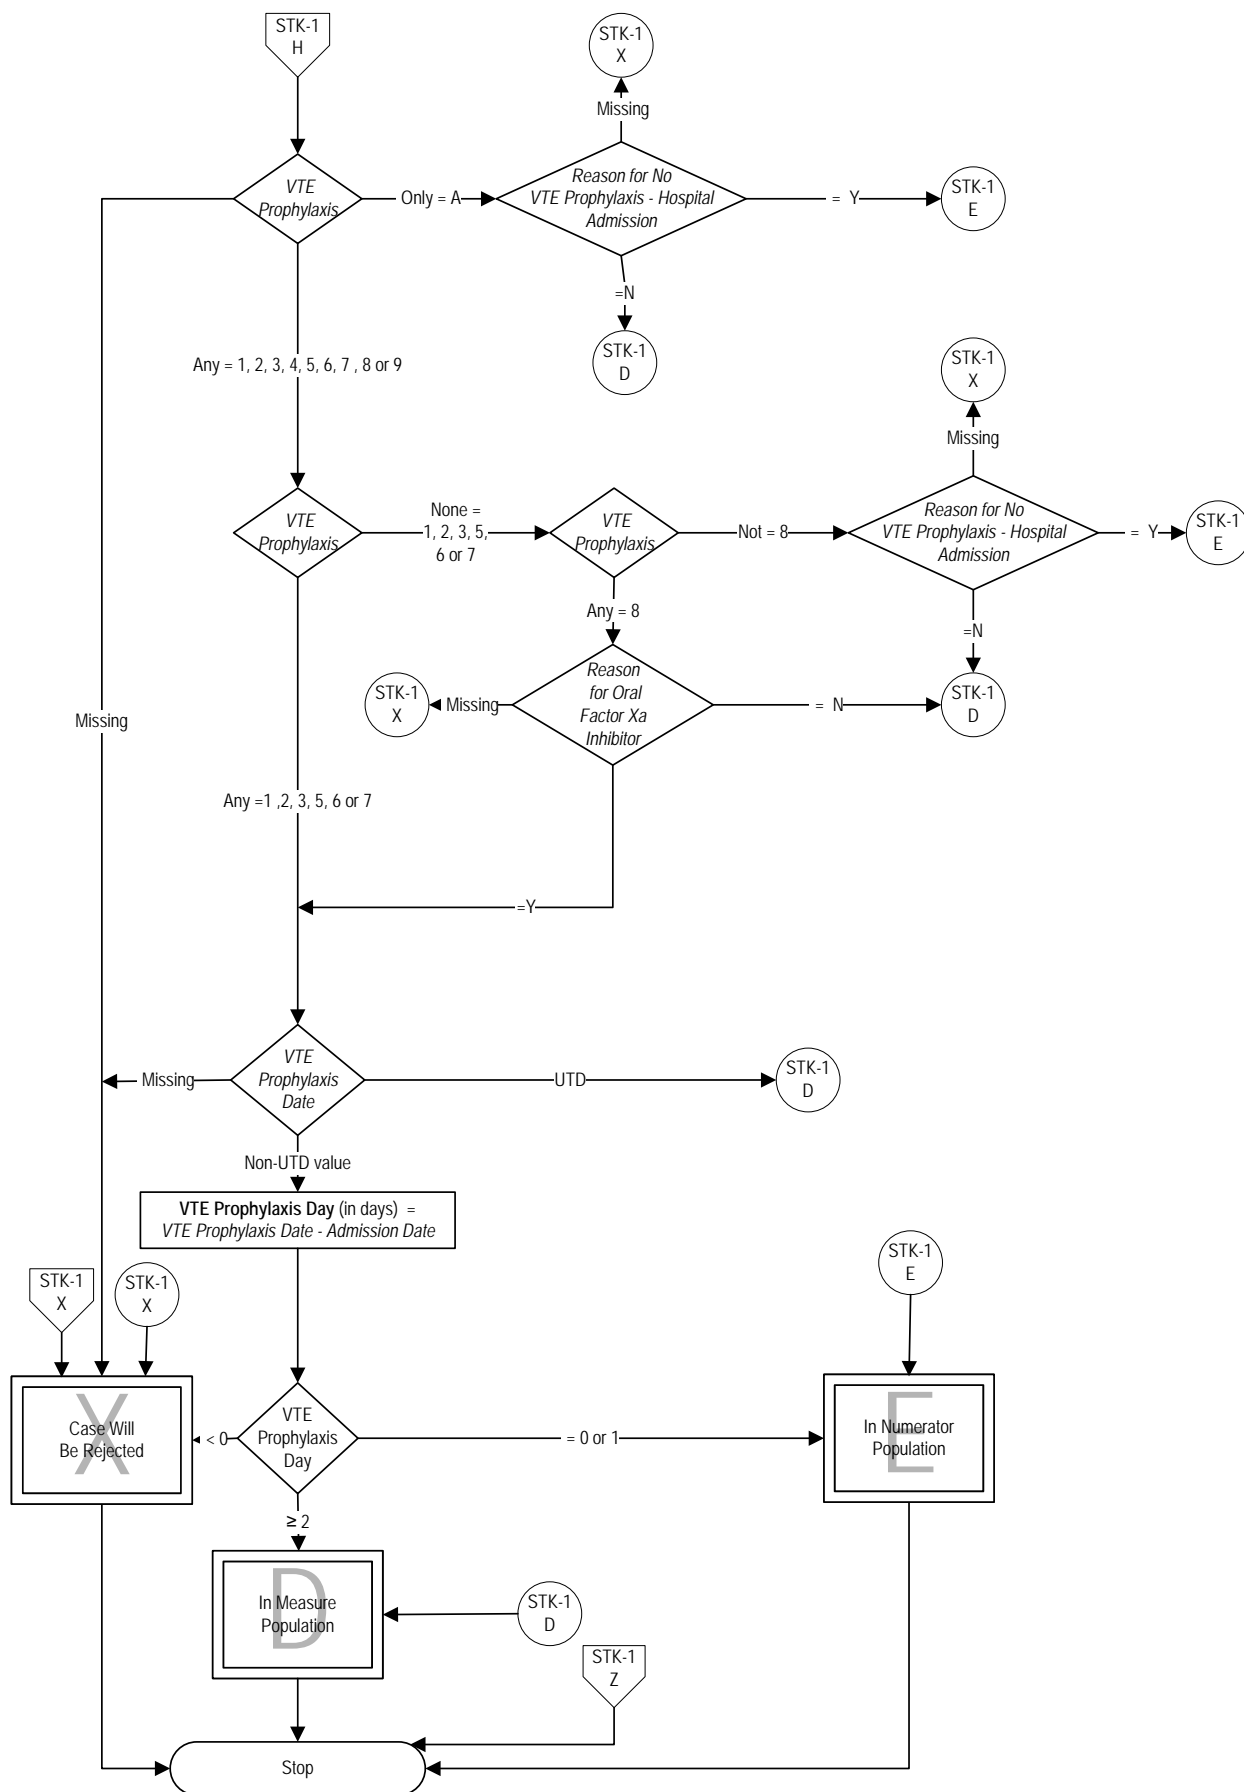 STK-1
H
STK-1
X
Missing
VTE
Prophylaxis
Only = A
Reason for No
VTE Prophylaxis - Hospital
Admission
= Y
STK-1
E
=N
STK-1
D
Any = 1, 2, 3, 4, 5, 6, 7 , 8 or 9
STK-1
X
Missing
VTE
Prophylaxis
None =
1, 2, 3, 5,
6 or 7
VTE
Prophylaxis
Not = 8
Reason for No
VTE Prophylaxis - Hospital
Admission
= Y
STK-1
E
Any = 8
=N
STK-1
X
Missing
Reason
for Oral
Factor Xa
Inhibitor
= N
STK-1
D
Missing
Any =1 ,2, 3, 5, 6 or 7
=Y
Missing
VTE
Prophylaxis
Date
UTD
STK-1
D
Non-UTD value
VTE Prophylaxis Day (in days) =
VTE Prophylaxis Date - Admission Date
STK-1
X
STK-1
X
STK-1
E
X
Case Will
Be Rejected
< 0
VTE
Prophylaxis
Day
= 0 or 1
E
In Numerator
Population
≥ 2
D
In Measure
Population
STK-1
D
STK-1
Z
Stop